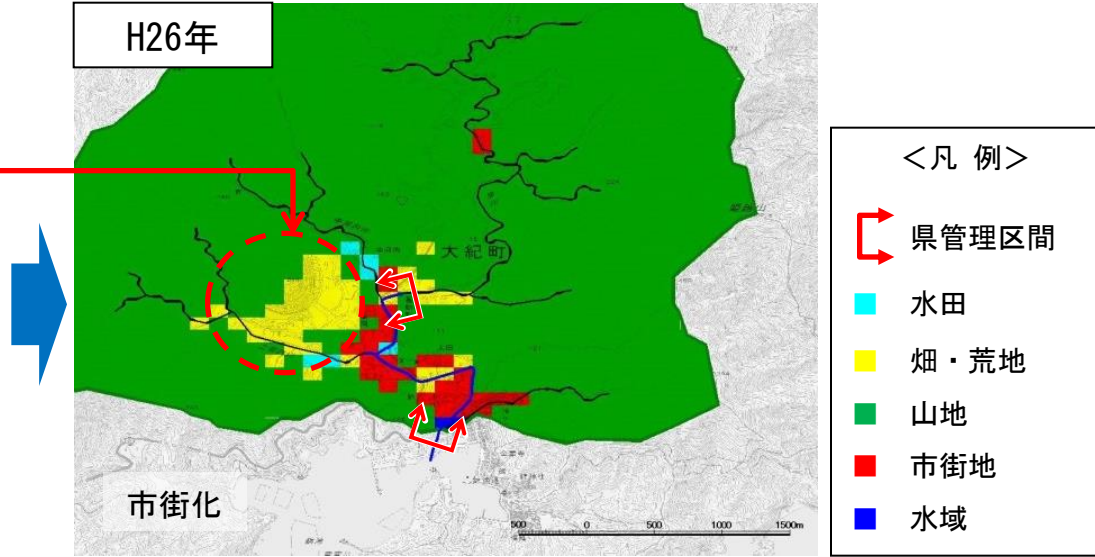 H26年
大紀町
市街化
500 0 500 1000 1500m
＜凡 例＞
県管理区間
水田
畑・荒地
山地
市街地
水域